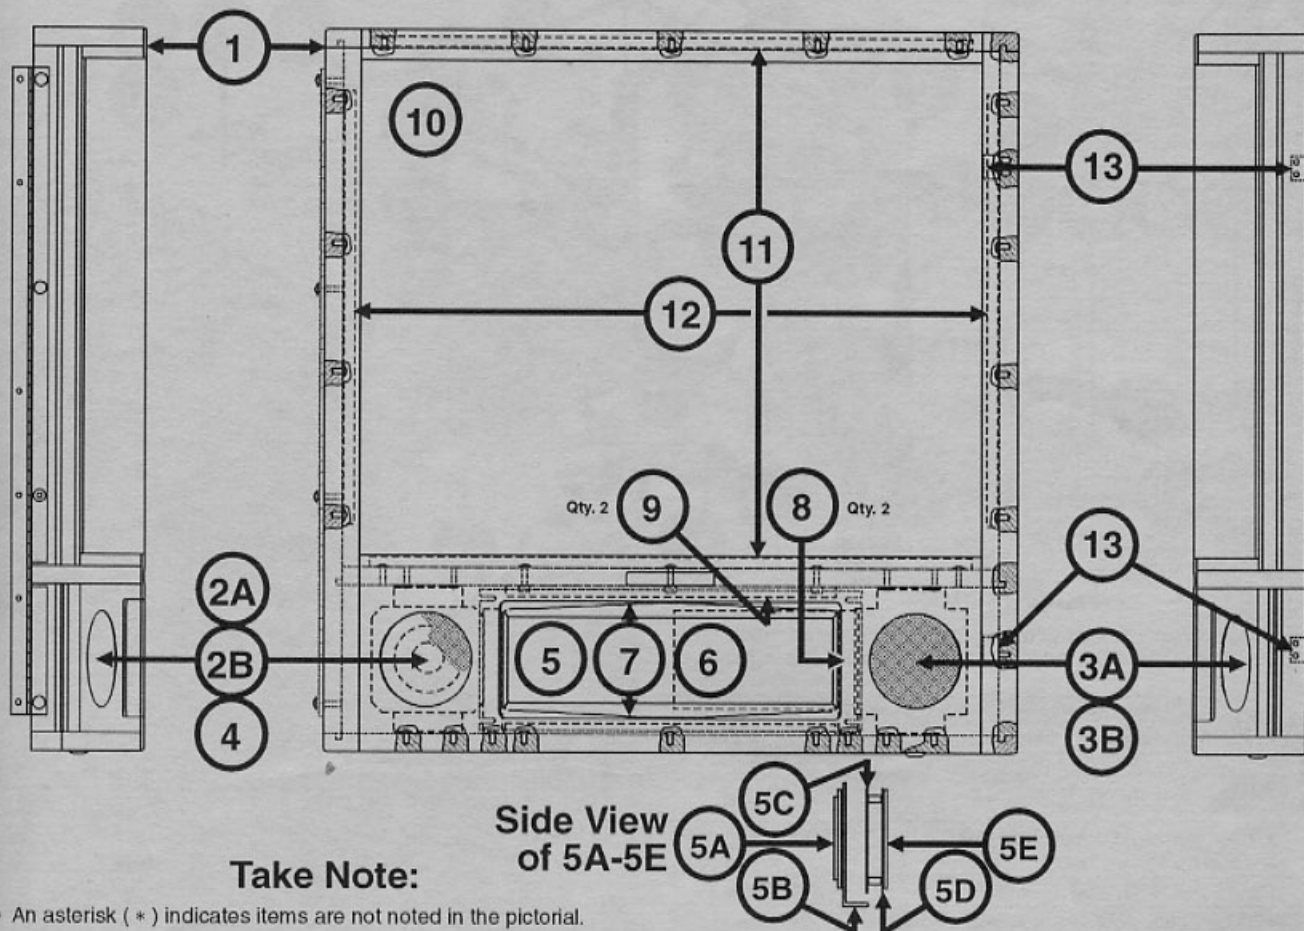 1
10
13
11
12
Qty. 2 9 8 Qty. 2
13
2A
2B
4
5 7 6
3A
3B
5C
Side View
of 5A-5E
5A
5E
5B
5D
Take Note:
An asterisk ( * ) indicates items are not noted in the pictorial.